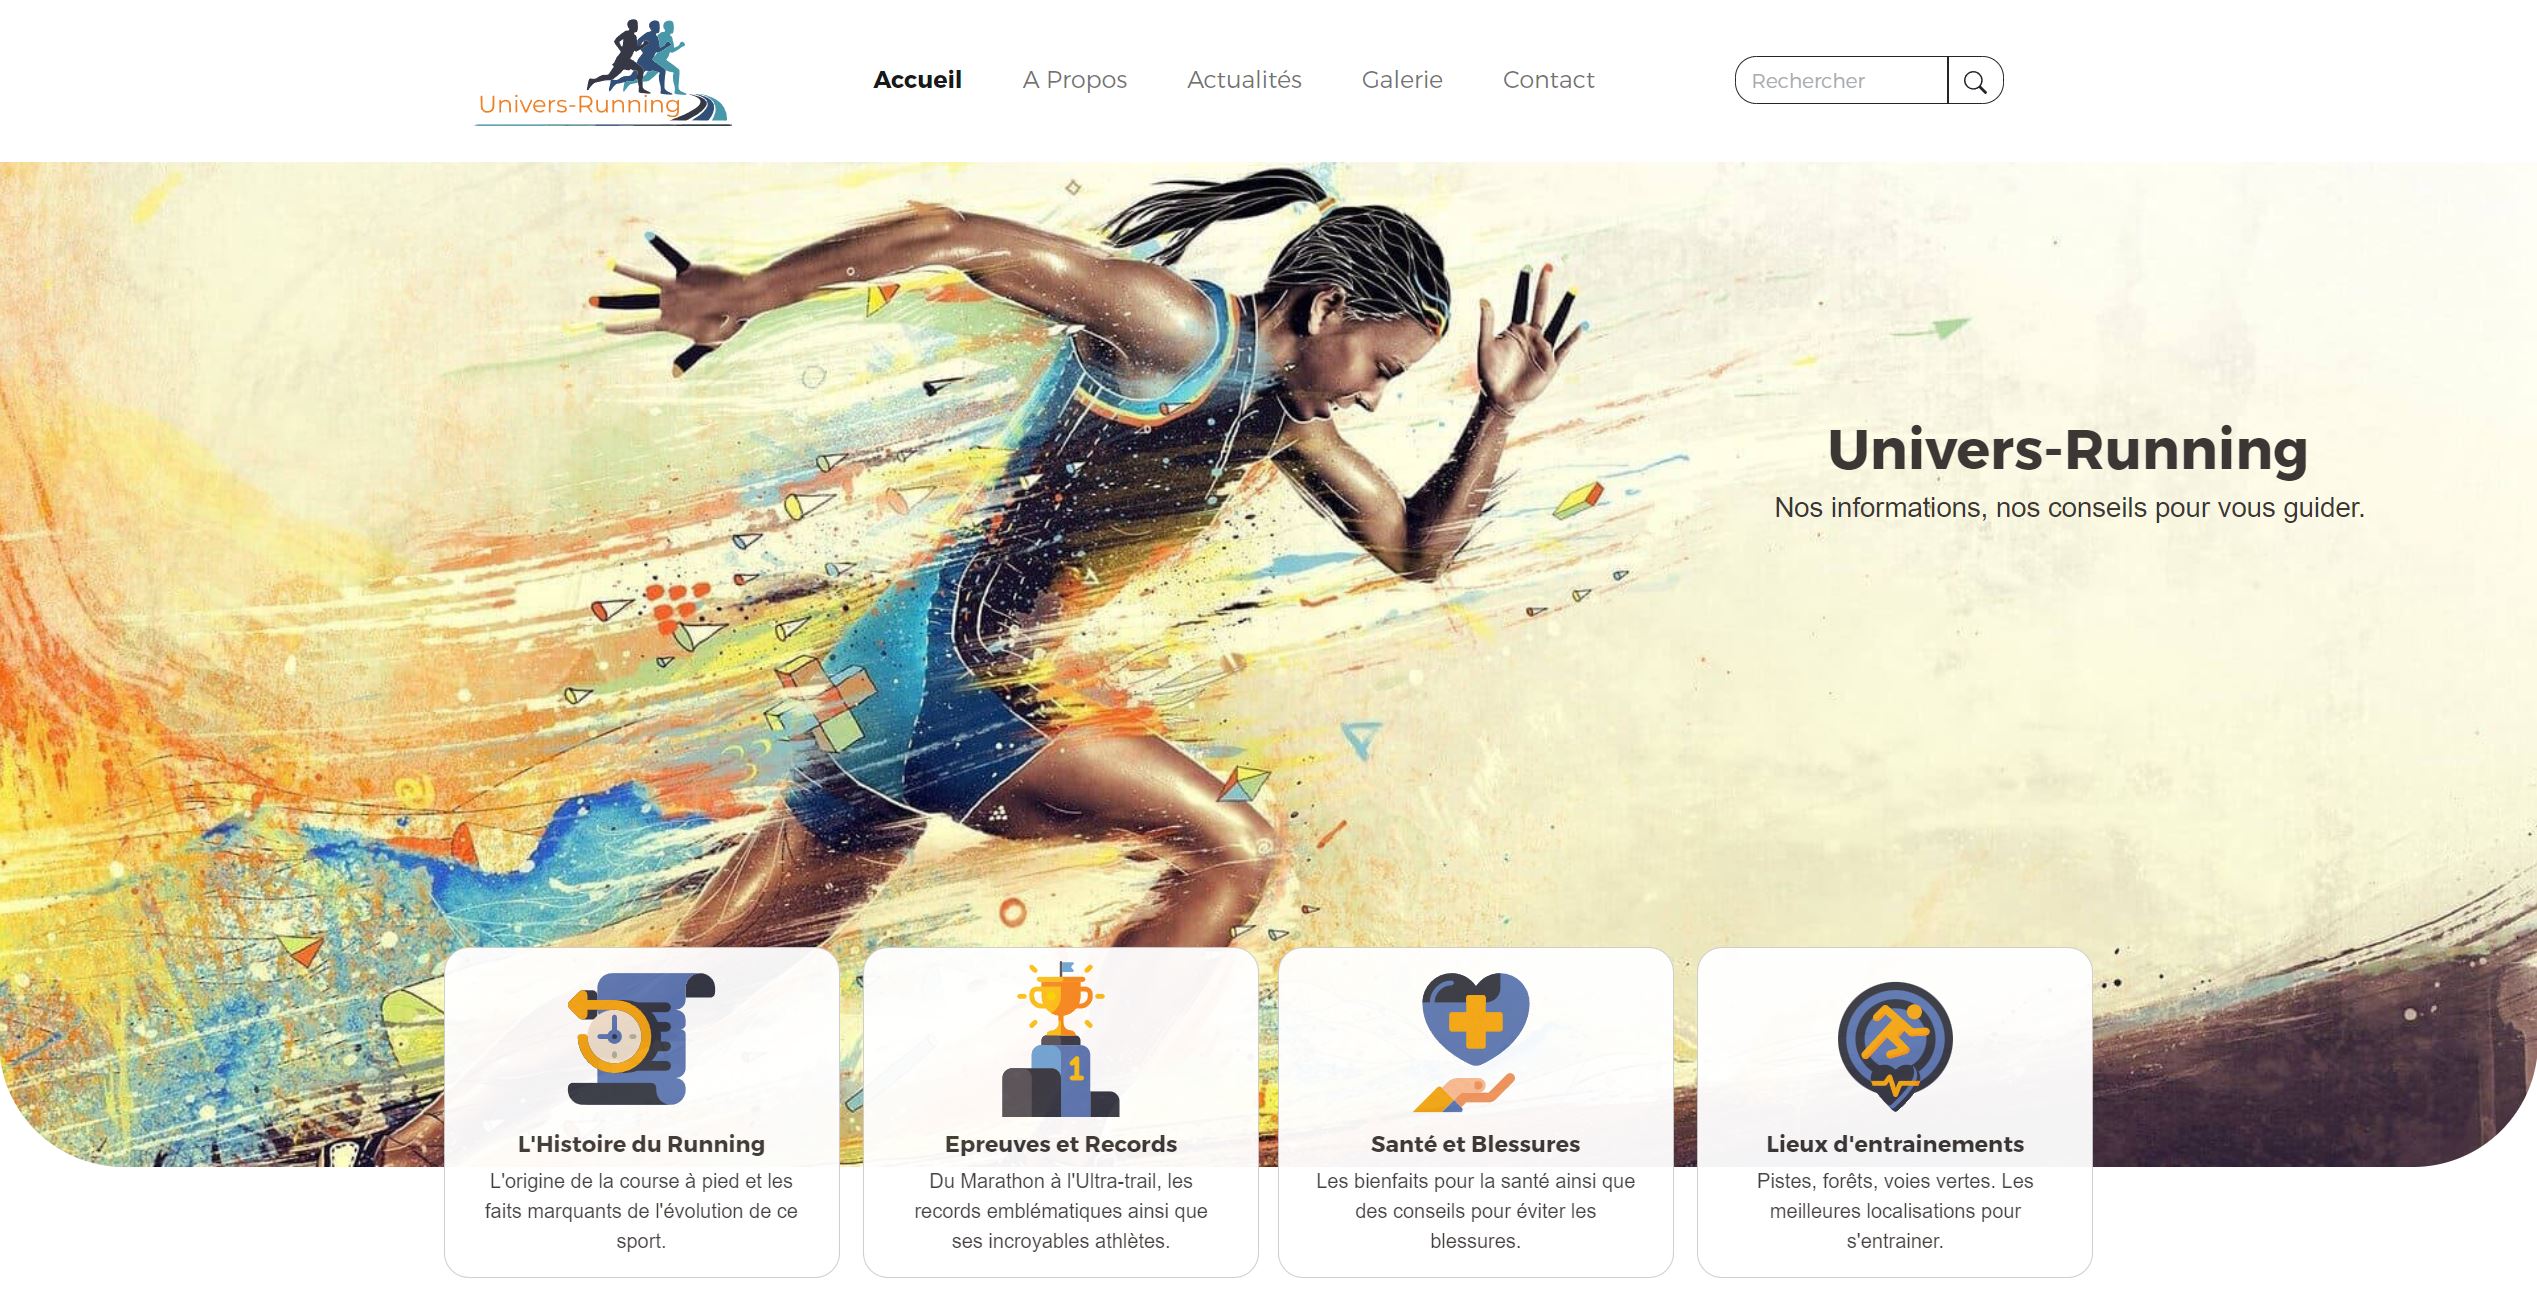 Univers-Running
Accueil
A Propos
Actualités
Galerie
Contact
Rechercher
Univers-Running
Nos informations, nos conseils pour vous guider.
1
L'Histoire du Running
L'origine de la course à pied et les
faits marquants de l'évolution de ce
sport.
Epreuves et Records
Du Marathon à l'Ultra-trail, les
records emblématiques ainsi que
ses incroyables athlètes.
Santé et Blessures
Les bienfaits pour la santé ainsi que
des conseils pour éviter les
blessures.
Lieux d'entrainements
Pistes, forêts, voies vertes. Les
meilleures localisations pour
s'entrainer.